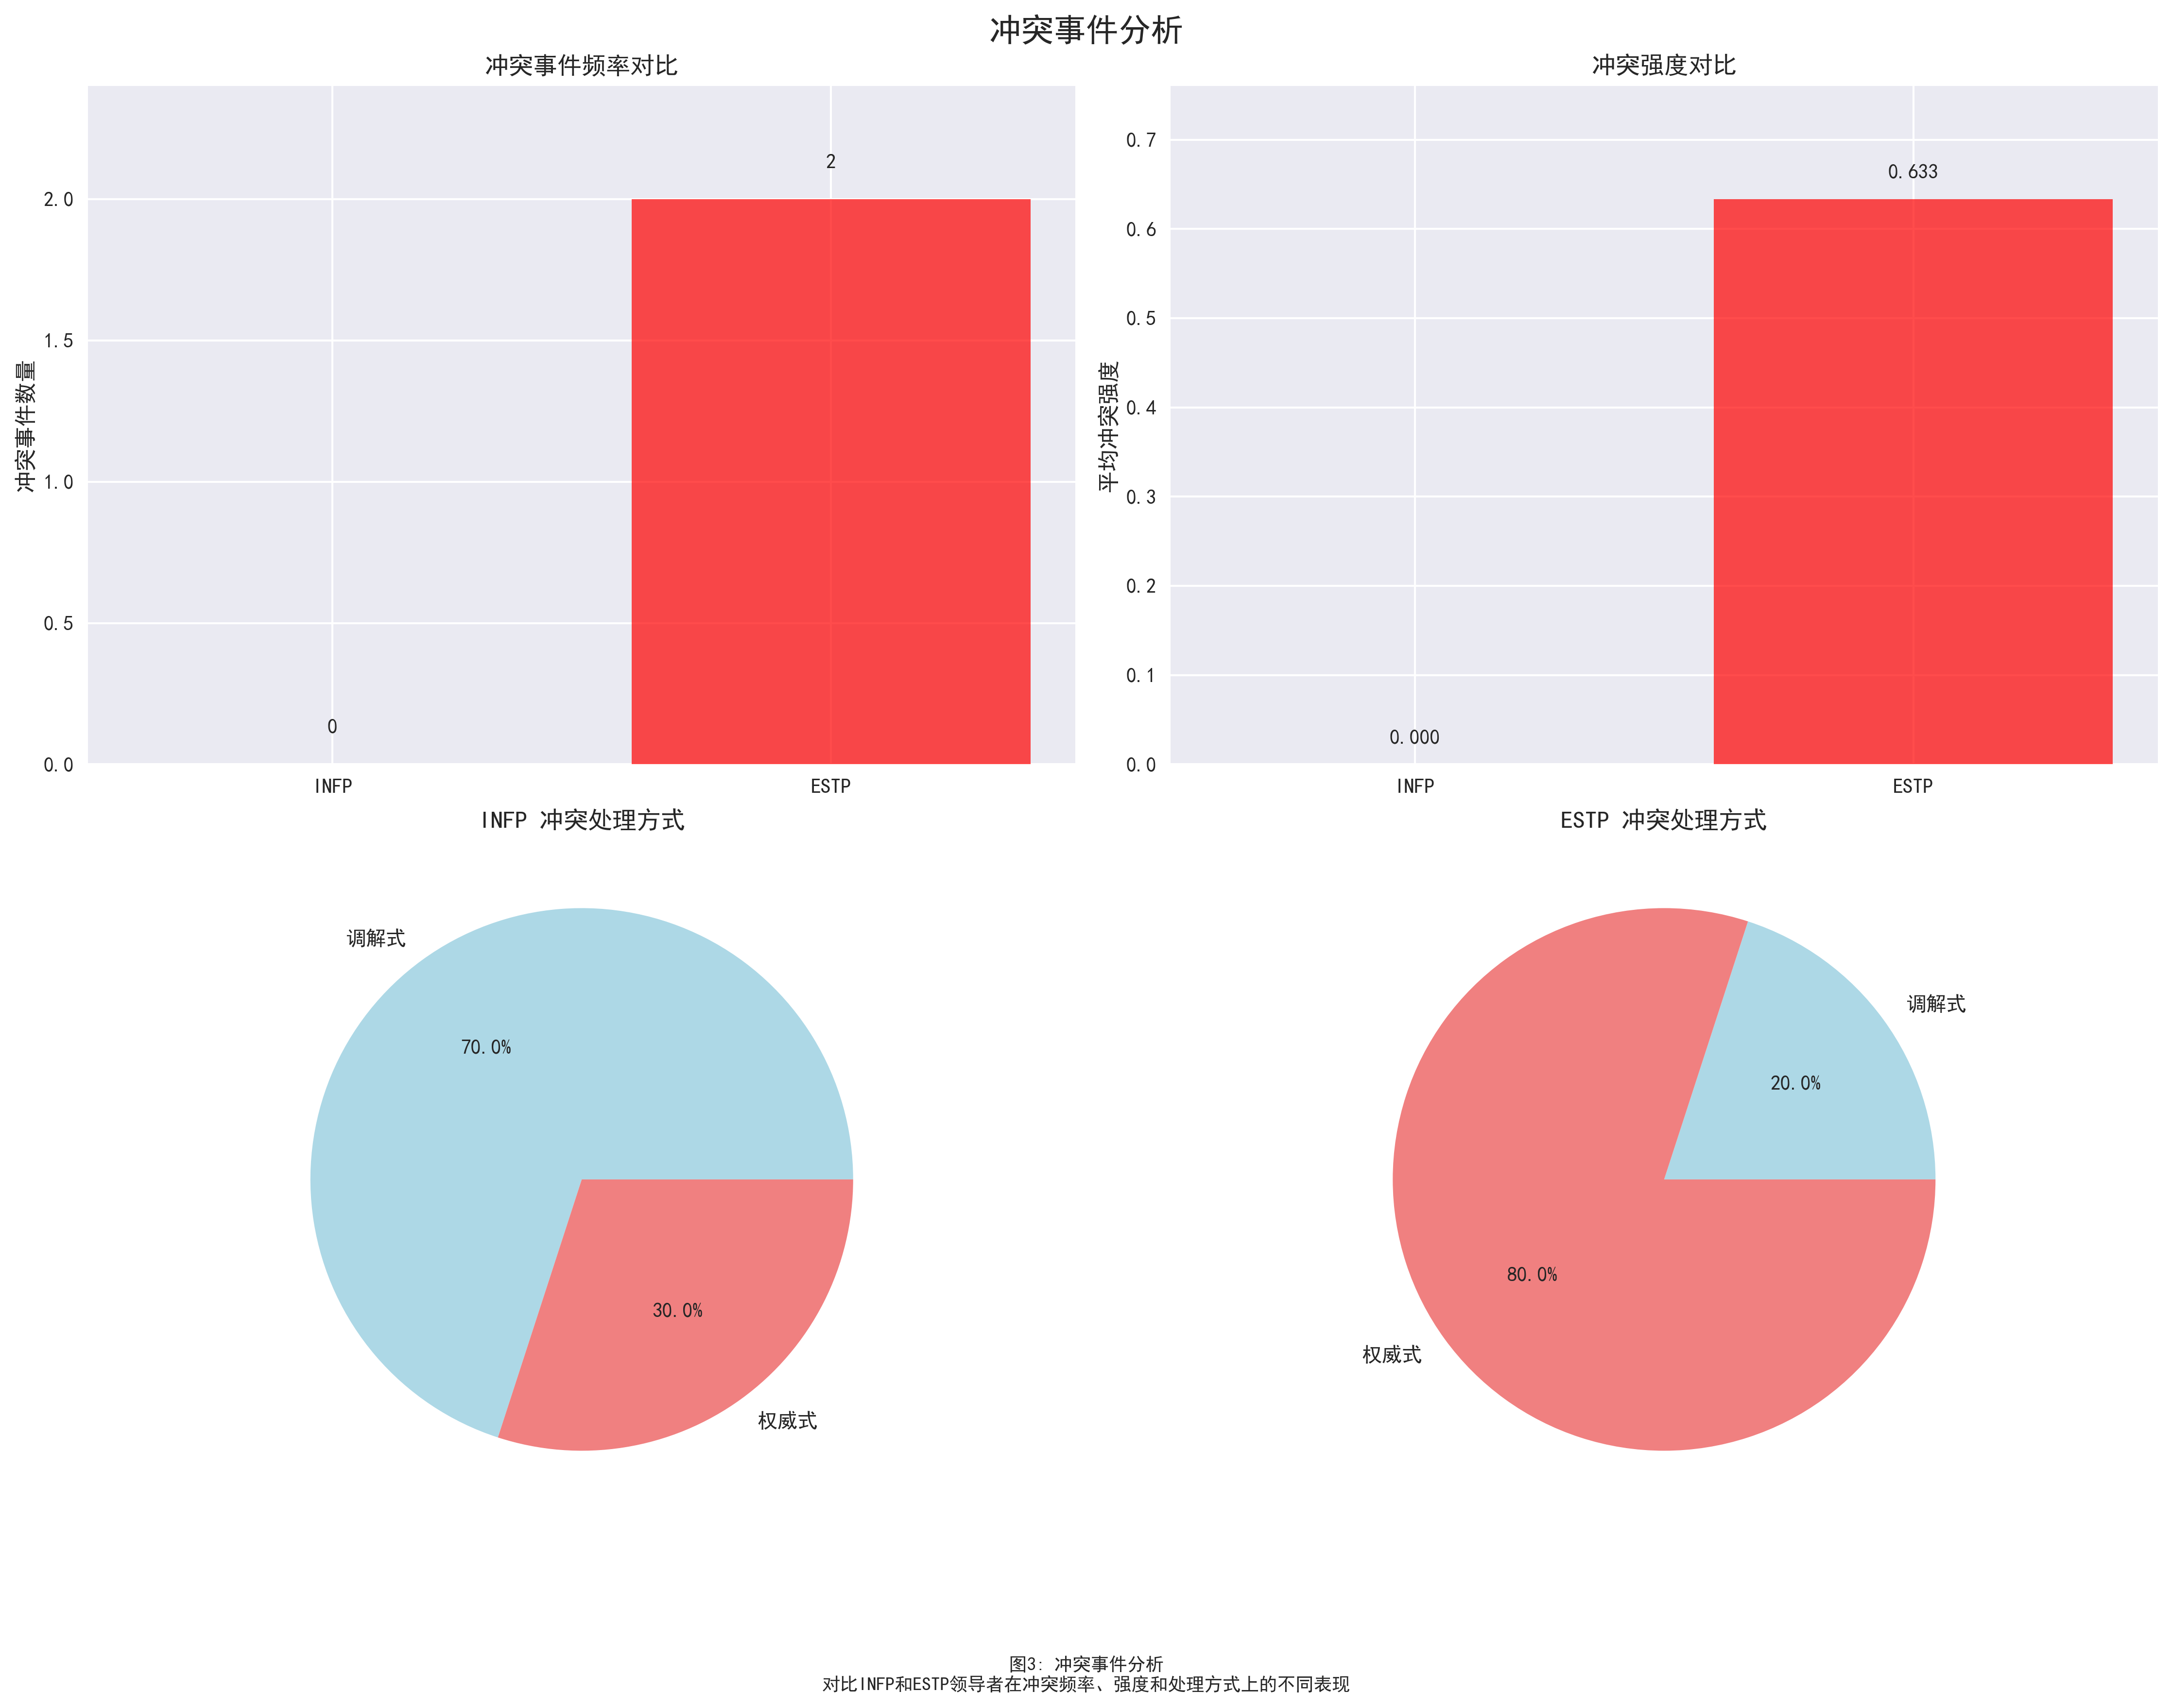 冲突事件分析
冲突事件频率对比
冲突事件数量
2.0
1.5
1.0
0.5
0.0
0
2
INFP
ESTP
冲突强度对比
平均冲突强度
0.7
0.6
0.5
0.4
0.3
0.2
0.1
0.0
0.000
0.633
INFP
ESTP
INFP 冲突处理方式
调解式
70.0%
30.0%
权威式
ESTP 冲突处理方式
调解式
20.0%
80.0%
权威式
图3: 冲突事件分析
对比INFP和ESTP领导者在冲突频率、强度和处理方式上的不同表现